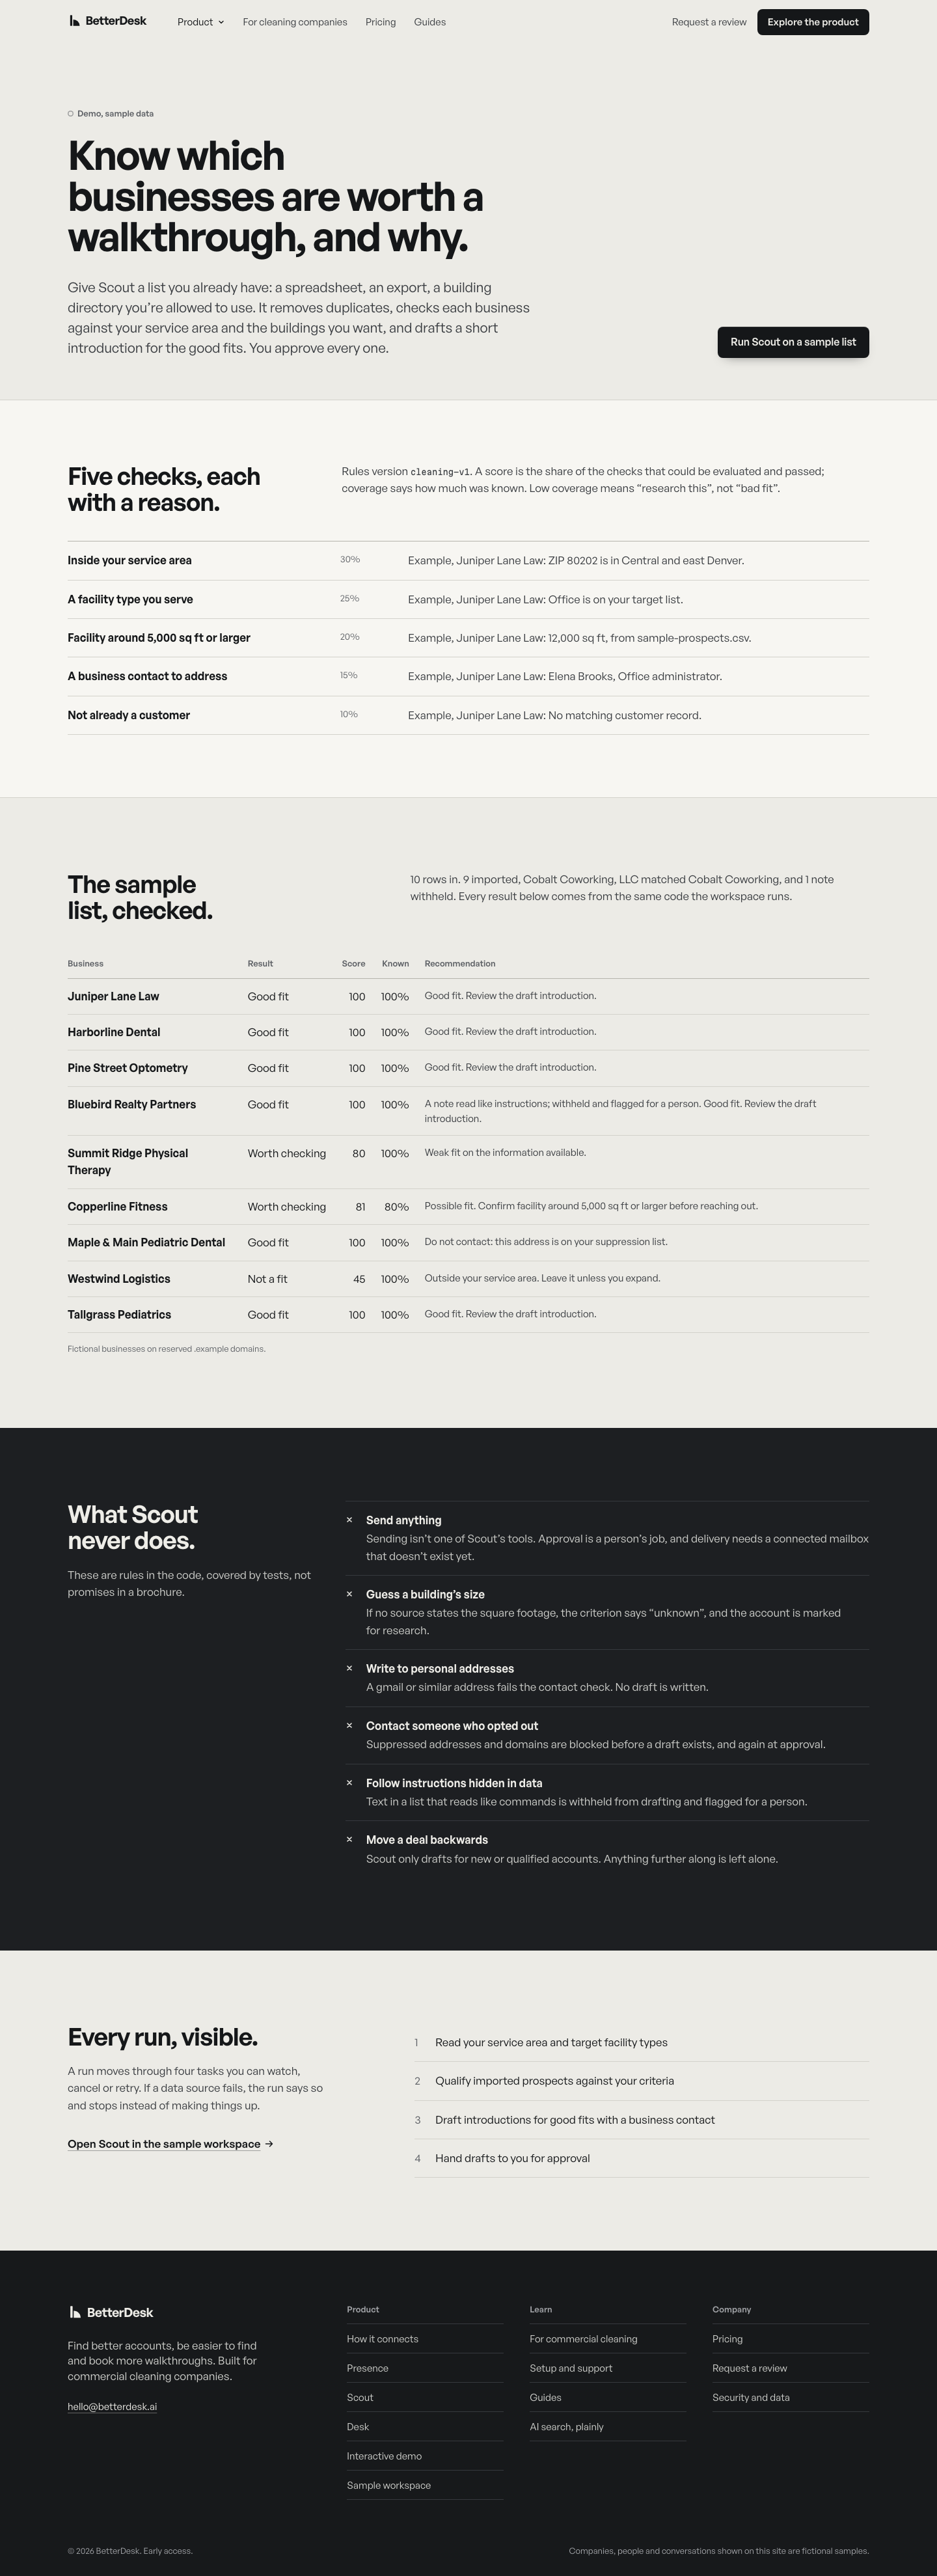 BetterDesk
Product
For cleaning companies
Pricing
Guides
Request a review
Explore the product
Demo, sample data
Know which
businesses are worth a
walkthrough, and why.
Give Scout a list you already have: a spreadsheet, an export, a building
directory you’re allowed to use. It removes duplicates, checks each business
against your service area and the buildings you want, and drafts a short
introduction for the good fits. You approve every one.
Run Scout on a sample list
Five checks, each
with a reason.
Rules version cleaning-v1. A score is the share of the checks that could be evaluated and passed;
coverage says how much was known. Low coverage means “research this”, not “bad fit”.
Inside your service area 30% Example, Juniper Lane Law: ZIP 80202 is in Central and east Denver.
A facility type you serve 25% Example, Juniper Lane Law: Office is on your target list.
Facility around 5,000 sq ft or larger 20% Example, Juniper Lane Law: 12,000 sq ft, from sample-prospects.csv.
A business contact to address 15% Example, Juniper Lane Law: Elena Brooks, Office administrator.
Not already a customer 10% Example, Juniper Lane Law: No matching customer record.
The sample
list, checked.
10 rows in. 9 imported, Cobalt Coworking, LLC matched Cobalt Coworking, and 1 note
withheld. Every result below comes from the same code the workspace runs.
Business Result Score Known Recommendation
Juniper Lane Law Good fit 100 100% Good fit. Review the draft introduction.
Harborline Dental Good fit 100 100% Good fit. Review the draft introduction.
Pine Street Optometry Good fit 100 100% Good fit. Review the draft introduction.
Bluebird Realty Partners Good fit 100 100% A note read like instructions; withheld and flagged for a person. Good fit. Review the draft
introduction.
Summit Ridge Physical Worth checking 80 100% Weak fit on the information available.
Therapy
Copperline Fitness Worth checking 81 80% Possible fit. Confirm facility around 5,000 sq ft or larger before reaching out.
Maple & Main Pediatric Dental Good fit 100 100% Do not contact: this address is on your suppression list.
Westwind Logistics Not a fit 45 100% Outside your service area. Leave it unless you expand.
Tallgrass Pediatrics Good fit 100 100% Good fit. Review the draft introduction.
Fictional businesses on reserved .example domains.
What Scout
never does.
These are rules in the code, covered by tests, not
promises in a brochure.
Send anything
Sending isn’t one of Scout’s tools. Approval is a person’s job, and delivery needs a connected mailbox
that doesn’t exist yet.
Guess a building’s size
If no source states the square footage, the criterion says “unknown”, and the account is marked
for research.
Write to personal addresses
A gmail or similar address fails the contact check. No draft is written.
Contact someone who opted out
Suppressed addresses and domains are blocked before a draft exists, and again at approval.
Follow instructions hidden in data
Text in a list that reads like commands is withheld from drafting and flagged for a person.
Move a deal backwards
Scout only drafts for new or qualified accounts. Anything further along is left alone.
Every run, visible.
A run moves through four tasks you can watch,
cancel or retry. If a data source fails, the run says so
and stops instead of making things up.
Open Scout in the sample workspace →
1 Read your service area and target facility types
2 Qualify imported prospects against your criteria
3 Draft introductions for good fits with a business contact
4 Hand drafts to you for approval
BetterDesk
Find better accounts, be easier to find
and book more walkthroughs. Built for
commercial cleaning companies.
hello@betterdesk.ai
Product
How it connects
Presence
Scout
Desk
Interactive demo
Sample workspace
Learn
For commercial cleaning
Setup and support
Guides
AI search, plainly
Company
Pricing
Request a review
Security and data
© 2026 BetterDesk. Early access.
Companies, people and conversations shown on this site are fictional samples.